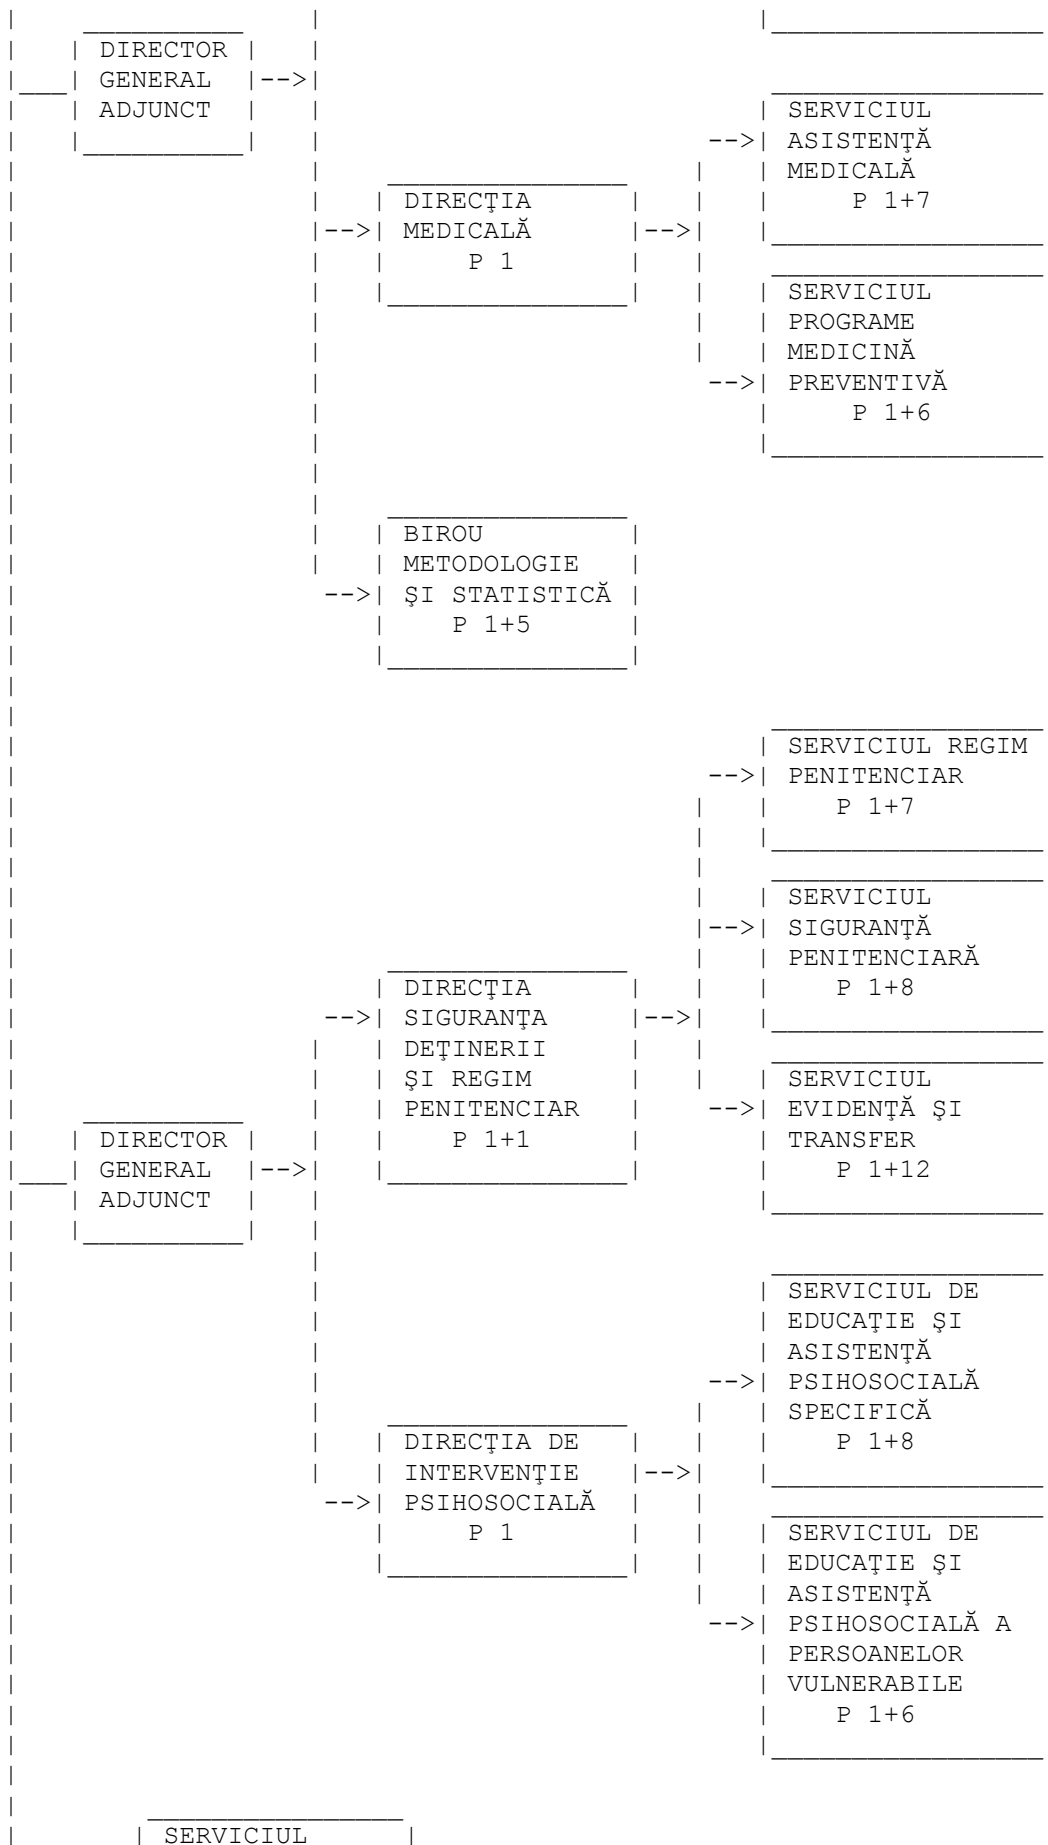 DIRECTOR
GENERAL
ADJUNCT
SERVICIUL
ASISTENŢĂ
MEDICALĂ
P 1+7
DIRECŢIA
MEDICALĂ
P 1
SERVICIUL
PROGRAME
MEDICINĂ
PREVENTIVĂ
P 1+6
BIROU
METODOLOGIE
ŞI STATISTICĂ
P 1+5
SERVICIUL REGIM
PENITENCIAR
P 1+7
SERVICIUL
SIGURANŢĂ
PENITENCIARĂ
P 1+8
DIRECŢIA
SIGURANŢA
DEŢINERII
ŞI REGIM
PENITENCIAR
P 1+1
SERVICIUL
EVIDENŢĂ ŞI
TRANSFER
P 1+12
DIRECTOR
GENERAL
ADJUNCT
SERVICIUL DE
EDUCAŢIE ŞI
ASISTENŢĂ
PSIHOSOCIALĂ
SPECIFICĂ
P 1+8
DIRECŢIA DE
INTERVENŢIE
PSIHOSOCIALĂ
P 1
SERVICIUL DE
EDUCAŢIE ŞI
ASISTENŢĂ
PSIHOSOCIALĂ A
PERSOANELOR
VULNERABILE
P 1+6
SERVICIUL